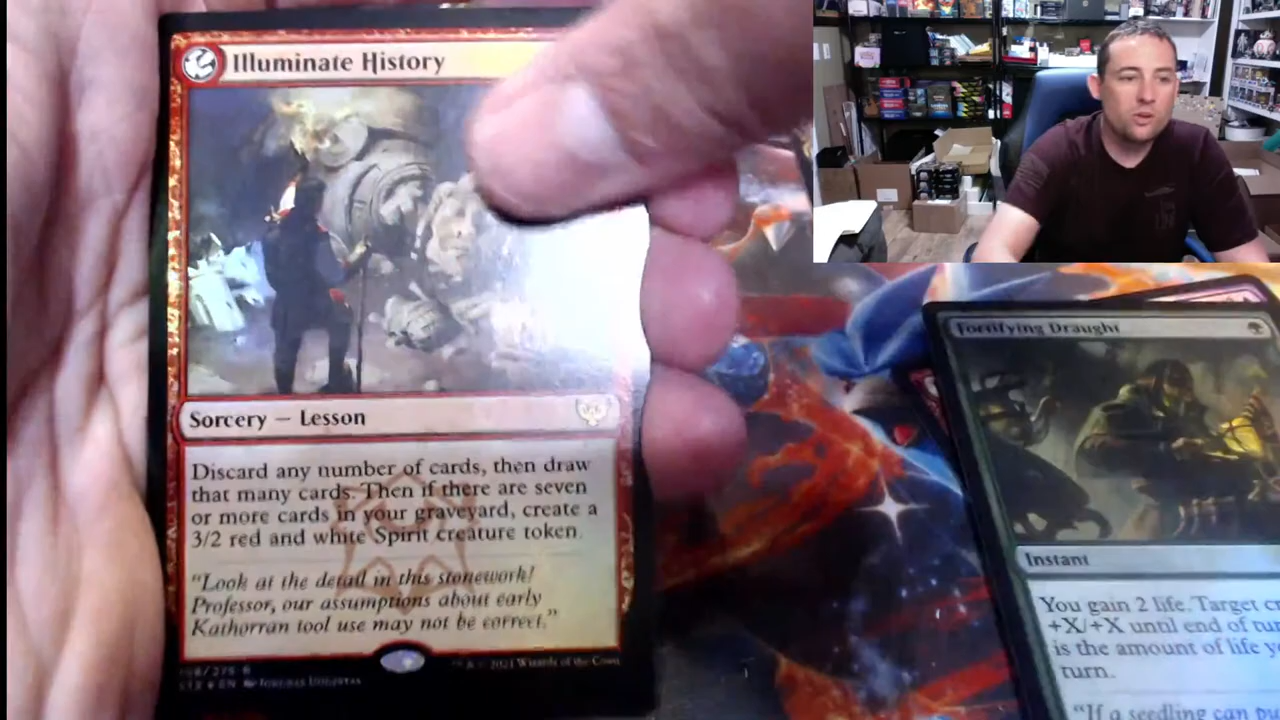 Illuminate History
Sorcery — Lesson
Discard any number of cards, then draw
that many cards. Then if there are seven
or more cards in your graveyard, create a
3/2 red and white Spirit creature token.
"Look at the detail in this stonework!
Professor, our assumptions about early
Kathorran tool use may not be correct."
2021 Wizards of the Coast
Fortifying Draught
Instant
You gain 2 life. Target
+X/+X until end of
is the amount of life
turn.
"If a seedling can